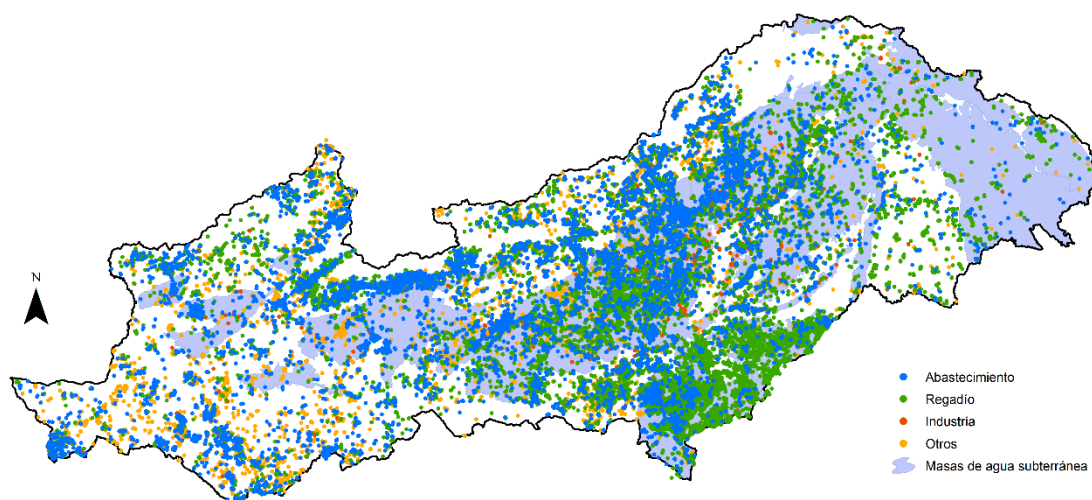 N
Abastecimiento
Regadío
Industria
Otros
Masas de agua subterránea